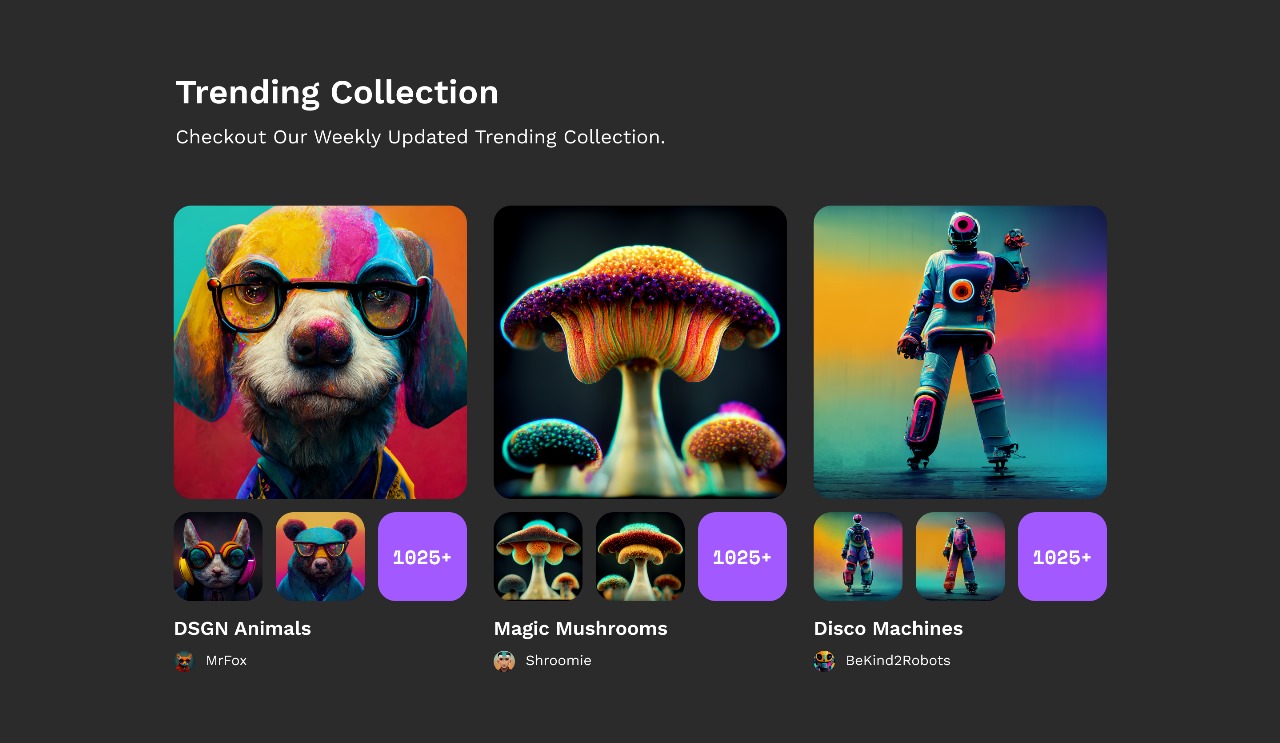 Trending Collection
Checkout Our Weekly Updated Trending Collection.
1025+
1025+
1025+
DSGN Animals
Magic Mushrooms
Disco Machines
MrFox
Shroomie
BeKind2Robots